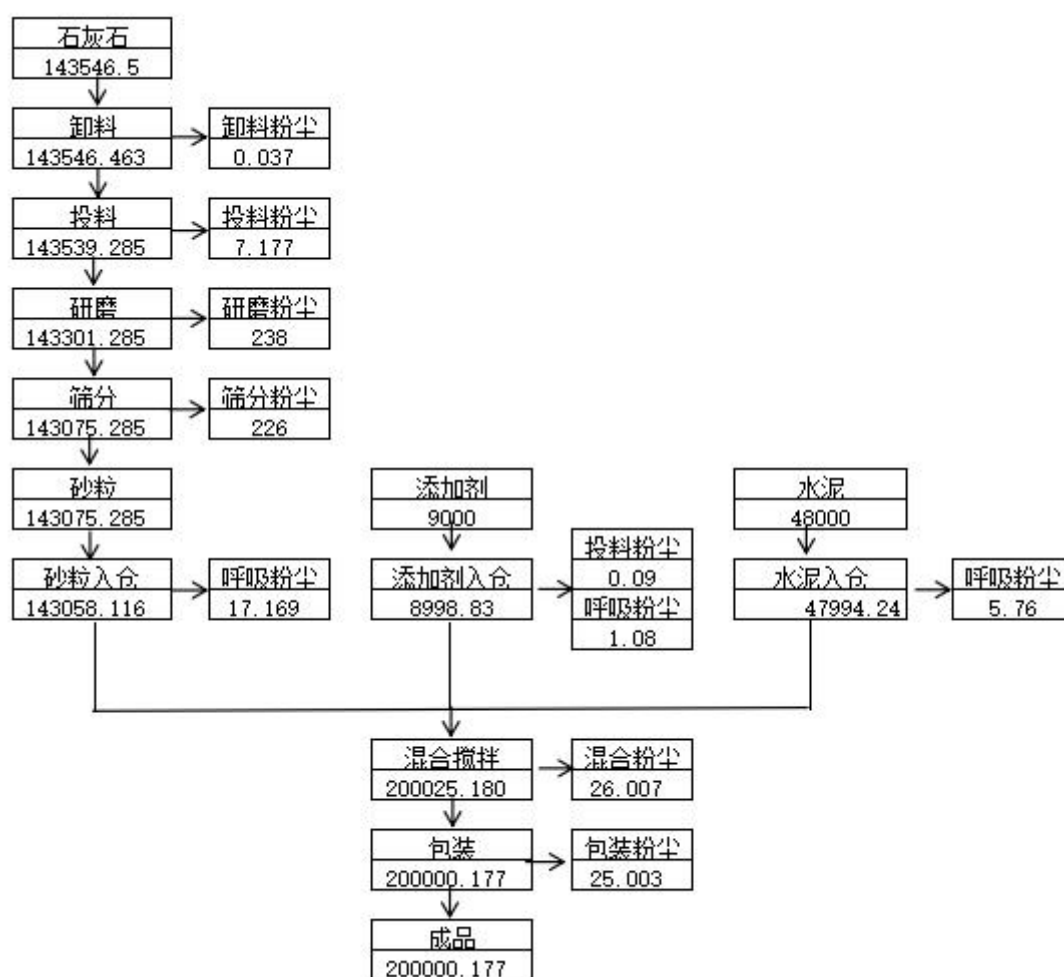 石灰石
143546.5
卸料
143546.463
卸料粉尘
0.037
投料
143539.285
投料粉尘
7.177
研磨
143301.285
研磨粉尘
238
筛分
143075.285
筛分粉尘
226
砂粒
143075.285
添加剂
9000
水泥
48000
砂粒入仓
143058.116
呼吸粉尘
17.169
添加剂入仓
8998.83
投料粉尘
0.09
呼吸粉尘
1.08
水泥入仓
47994.24
呼吸粉尘
5.76
混合搅拌
200025.180
混合粉尘
26.007
包装
200000.177
包装粉尘
25.003
成品
200000.177